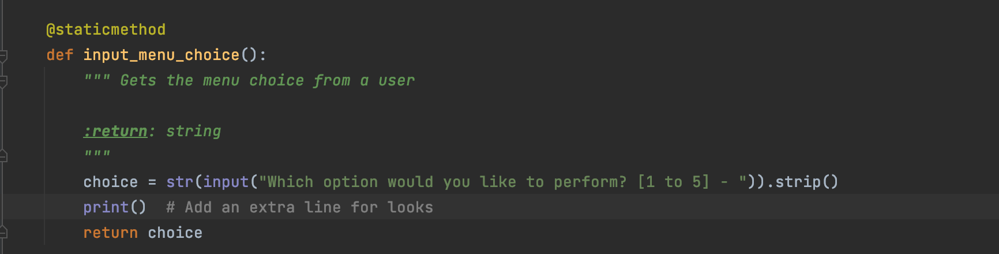 @staticmethod
def input_menu_choice():
    """ Gets the menu choice from a user

    :return: string
    """
    choice = str(input("Which option would you like to perform? [1 to 5] - ")).strip()
    print()  # Add an extra line for looks
    return choice